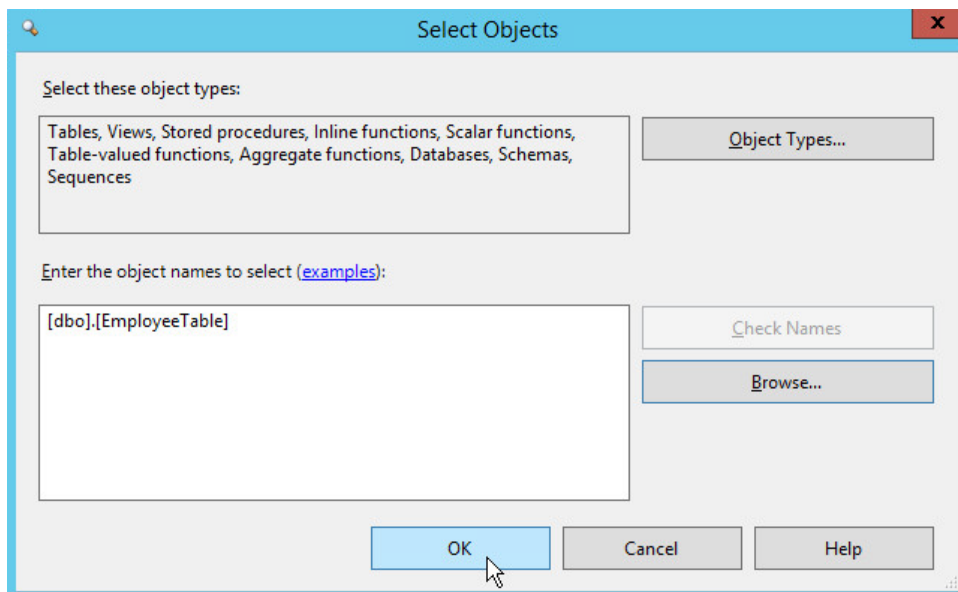 Select Objects
x
Select these object types:
Tables, Views, Stored procedures, Inline functions, Scalar functions,
Table-valued functions, Aggregate functions, Databases, Schemas,
Sequences
Object Types...
Enter the object names to select (examples):
[dbo].[EmployeeTable]
Check Names
Browse...
OK
Cancel
Help